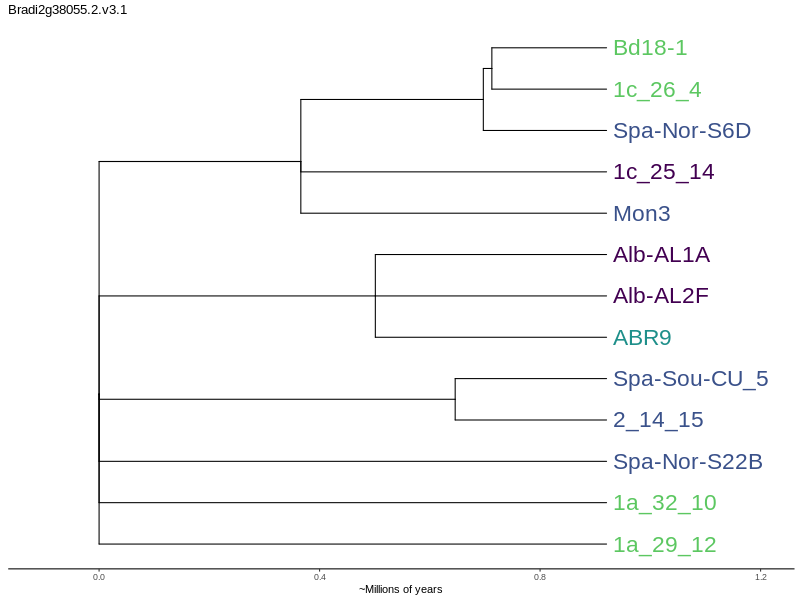 Bradi2g38055.2.v3.1
Bd18-1
1c_26_4
Spa-Nor-S6D
1c_25_14
Mon3
Alb-AL1A
Alb-AL2F
ABR9
Spa-Sou-CU_5
2_14_15
Spa-Nor-S22B
1a_32_10
1a_29_12
0.0 0.4 0.8 1.2
~Millions of years